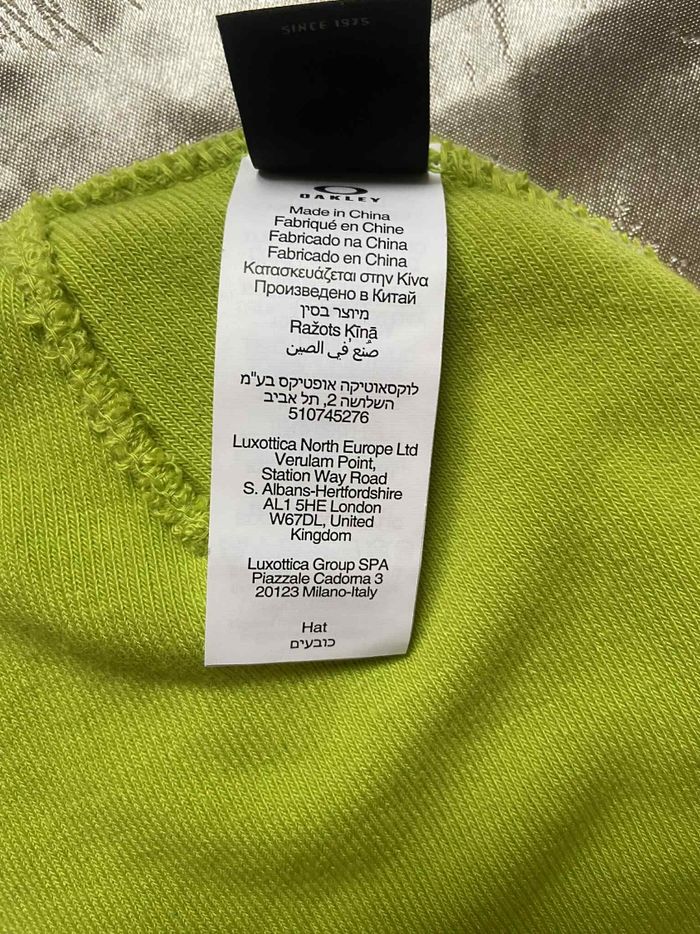 SINCE 1975
OAKLEY
Made in China
Fabriqué en Chine
Fabricado na China
Fabricado en China
Κατασκευάζεται στην Κίνα
Произведено в Китай
מיוצר בסין
Ražots Ķīnā
صُنع في الصين
לוקסאוטיקה אופטיקס בע"מ
השלושה 2, תל אביב
510745276
Luxottica North Europe Ltd
Verulam Point,
Station Way Road
S. Albans-Hertfordshire
AL1 5HE London
W67DL, United
Kingdom
Luxottica Group SPA
Piazzale Cadorna 3
20123 Milano-Italy
Hat
כובעים